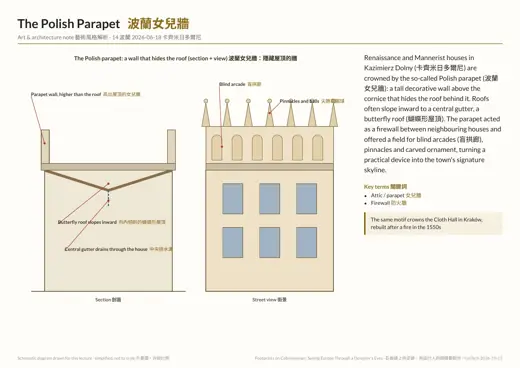 The Polish Parapet 波蘭女兒牆
Art & architecture note 藝術風格解析 · 14 波蘭 2026-06-18 卡齊米日多爾尼
The Polish parapet: a wall that hides the roof (section + view) 波蘭女兒牆：隱藏屋頂的牆
Parapet wall, higher than the roof 高出屋頂的女兒牆
Blind arcade 盲拱廊
Pinnacles and balls
Butterfly roof slopes inward 向內傾斜的蝴蝶形屋頂
Central gutter drains through the house 中央排水溝
Section 剖面
Street view 街景
Renaissance and Mannerist houses in
Kazimierz Dolny (卡齊米日多爾尼) are
crowned by the so-called Polish parapet (波蘭
女兒牆): a tall decorative wall above the
cornice that hides the roof behind it. Roofs
often slope inward to a central gutter, a
butterfly roof (蝴蝶形屋頂). The parapet acted
as a firewall between neighbouring houses and
offered a field for blind arcades (盲拱廊),
pinnacles and carved ornament, turning a
practical device into the town's signature
skyline.
Key terms 關鍵詞
• Attic / parapet 女兒牆
• Firewall 防火牆
The same motif crowns the Cloth Hall in Kraków,
rebuilt after a fire in the 1550s